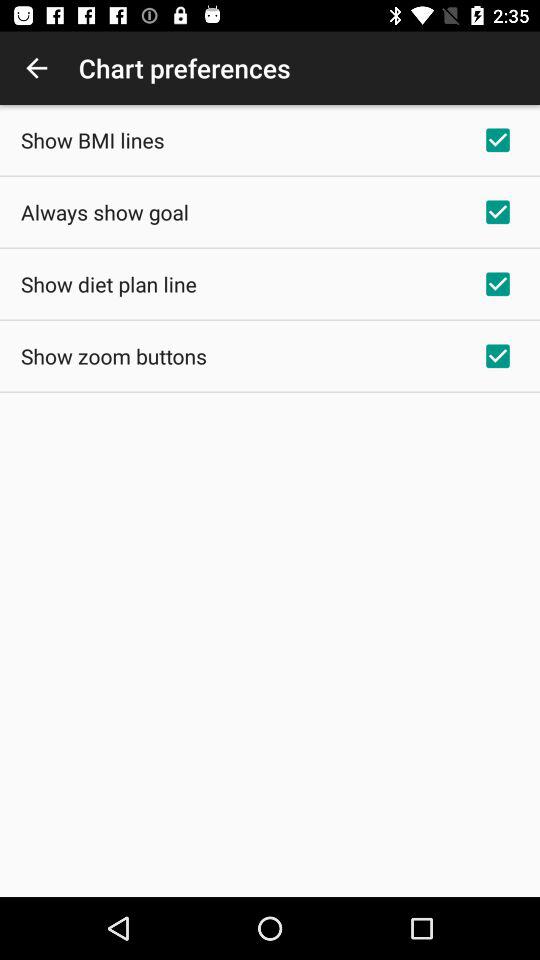 2:35
Chart preferences
Show BMI lines
Always show goal
Show diet plan line
Show zoom buttons